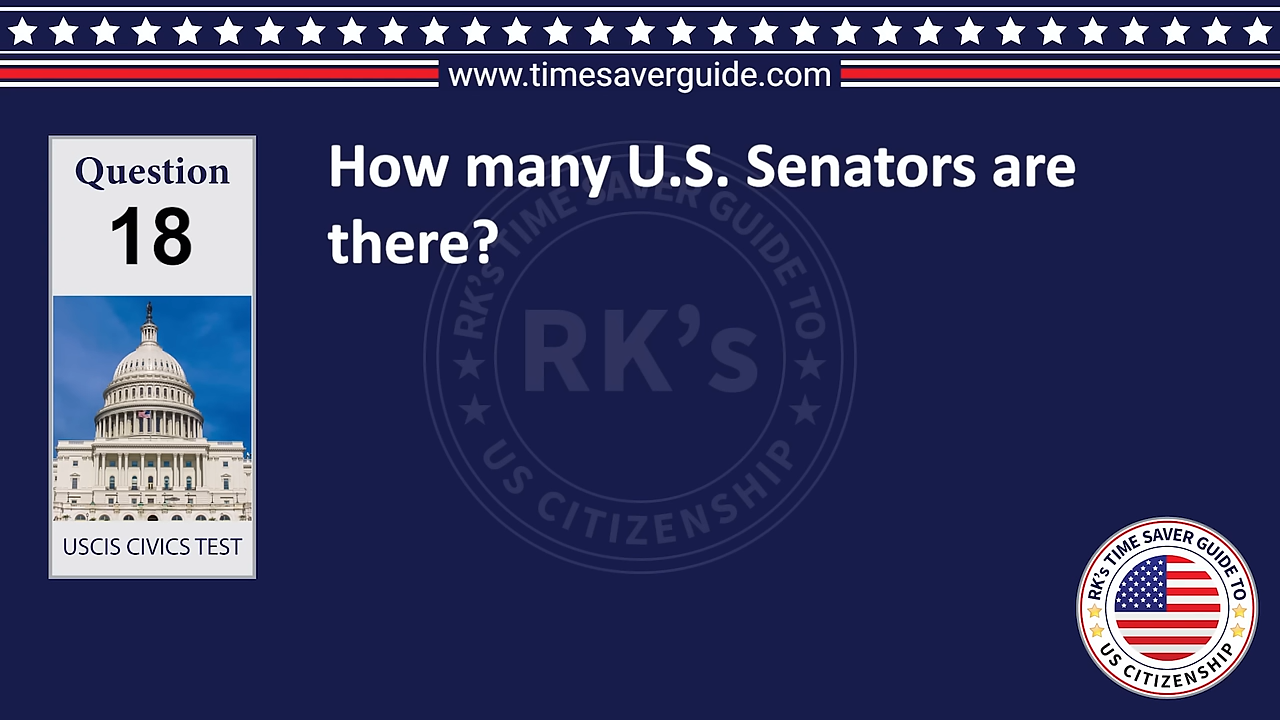 www.timesaverguide.com
Question
18
USCIS CIVICS TEST
How many U.S. Senators are
there?
RK's TIME SAVER GUIDE TO
RK's
US CITIZENSHIP
RK's TIME SAVER GUIDE TO
US CITIZENSHIP